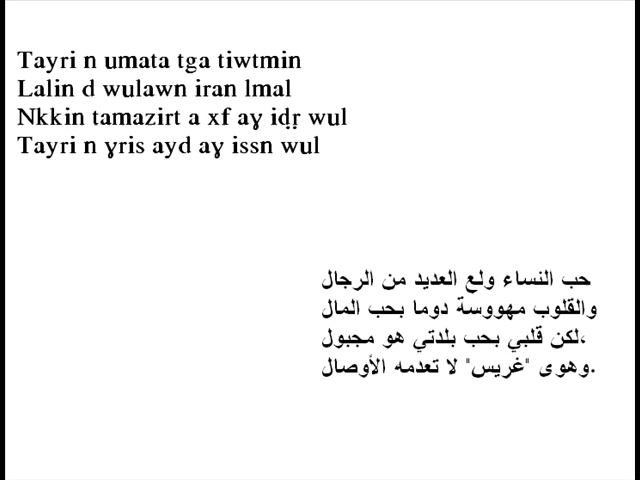 Tayri n umata tga tiwtmin
Lalin d wulawn iran lmal
Nkkin tamazirt a xf aɣ iḍṛ wul
Tayri n ɣris ayd aɣ issn wul
حب النساء ولع العديد من الرجال
والقلوب مهووسة دوما بحب المال
لكن قلبي بحب بلدتي هو مجبول،
وهوى "غريس" لا تعدمه الأوصال.